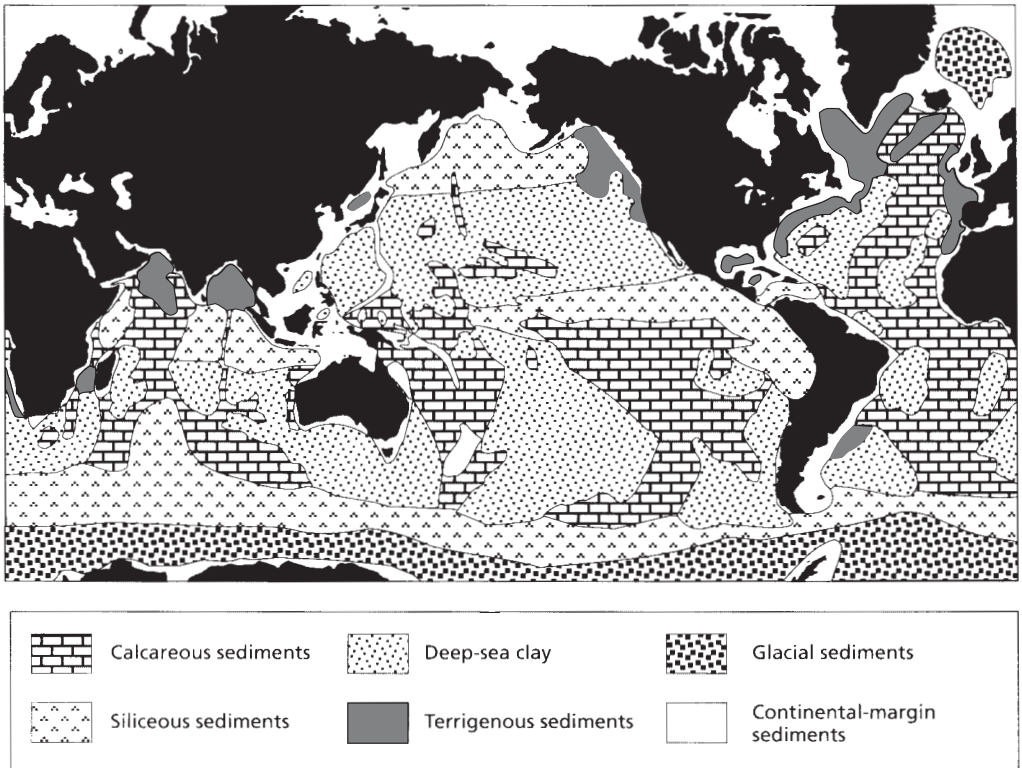 Calcareous sediments
Deep-sea clay
Glacial sediments
Siliceous sediments
Terrigenous sediments
Continental-margin
sediments